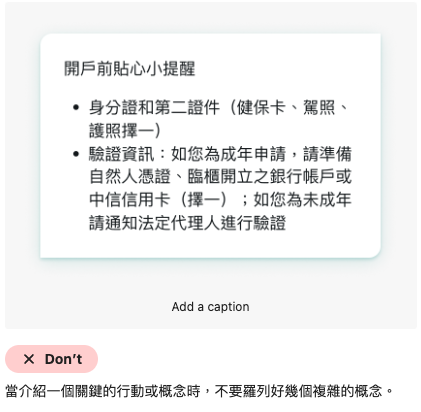 開戶前貼心小提醒
• 身分證和第二證件（健保卡、駕照、
護照擇一）
• 驗證資訊：如您為成年申請，請準備
自然人憑證、臨櫃開立之銀行帳戶或
中信信用卡（擇一）；如您為未成年
請通知法定代理人進行驗證
Add a caption
✕ Don’t
當介紹一個關鍵的行動或概念時，不要羅列好幾個複雜的概念。